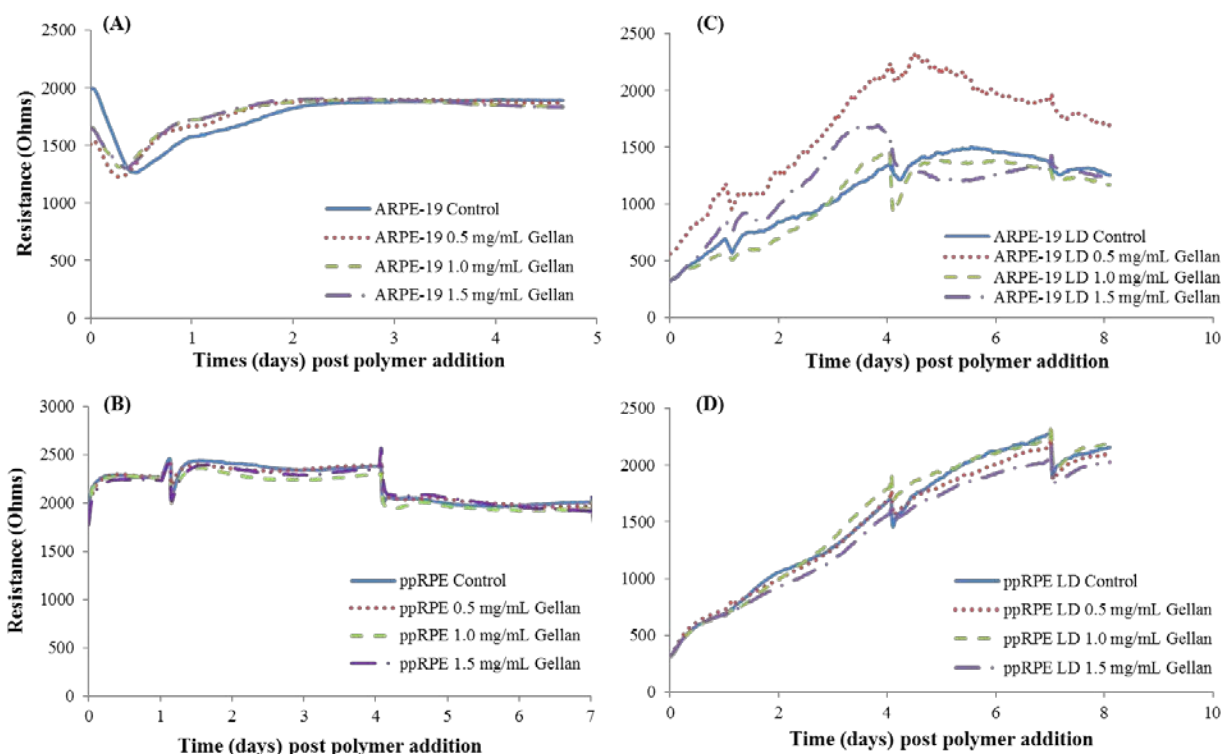 (A)
2500
2000
1500
1000
500
0
Resistance (Ohms)
ARPE-19 Control
ARPE-19 0.5 mg/mL Gellan
ARPE-19 1.0 mg/mL Gellan
ARPE-19 1.5 mg/mL Gellan
0 1 2 3 4 5
Times (days) post polymer addition
(C)
2500
2000
1500
1000
500
0
ARPE-19 LD Control
ARPE-19 LD 0.5 mg/mL Gellan
ARPE-19 LD 1.0 mg/mL Gellan
ARPE-19 LD 1.5 mg/mL Gellan
0 2 4 6 8 10
Time (days) post polymer addition
(B)
3000
2500
2000
1500
1000
500
0
Resistance (Ohms)
ppRPE Control
ppRPE 0.5 mg/mL Gellan
ppRPE 1.0 mg/mL Gellan
ppRPE 1.5 mg/mL Gellan
0 1 2 3 4 5 6 7
Time (days) post polymer addition
(D)
2500
2000
1500
1000
500
0
ppRPE LD Control
ppRPE LD 0.5 mg/mL Gellan
ppRPE LD 1.0 mg/mL Gellan
ppRPE LD 1.5 mg/mL Gellan
0 2 4 6 8 10
Time (days) post polymer addition